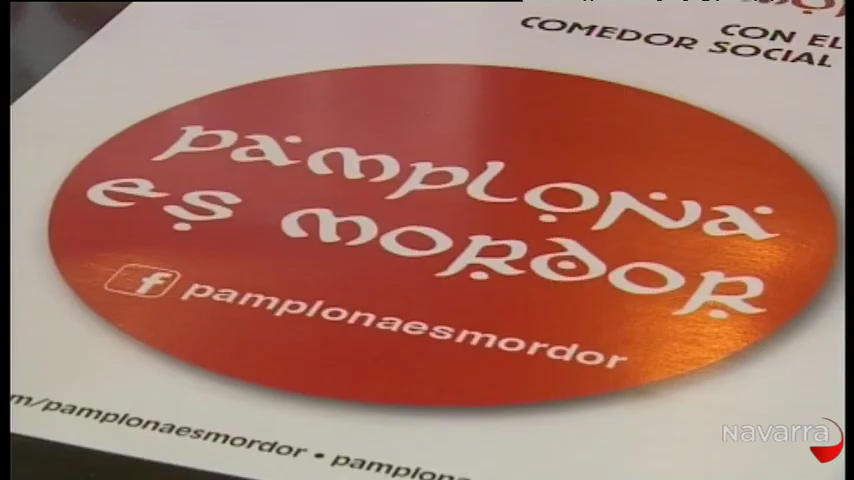 CON EL
COMEDOR SOCIAL
PAMPLONA
ES MORDOR
f pamplonaesmordor
m/pamplonaesmordor • pamplona
Navarra